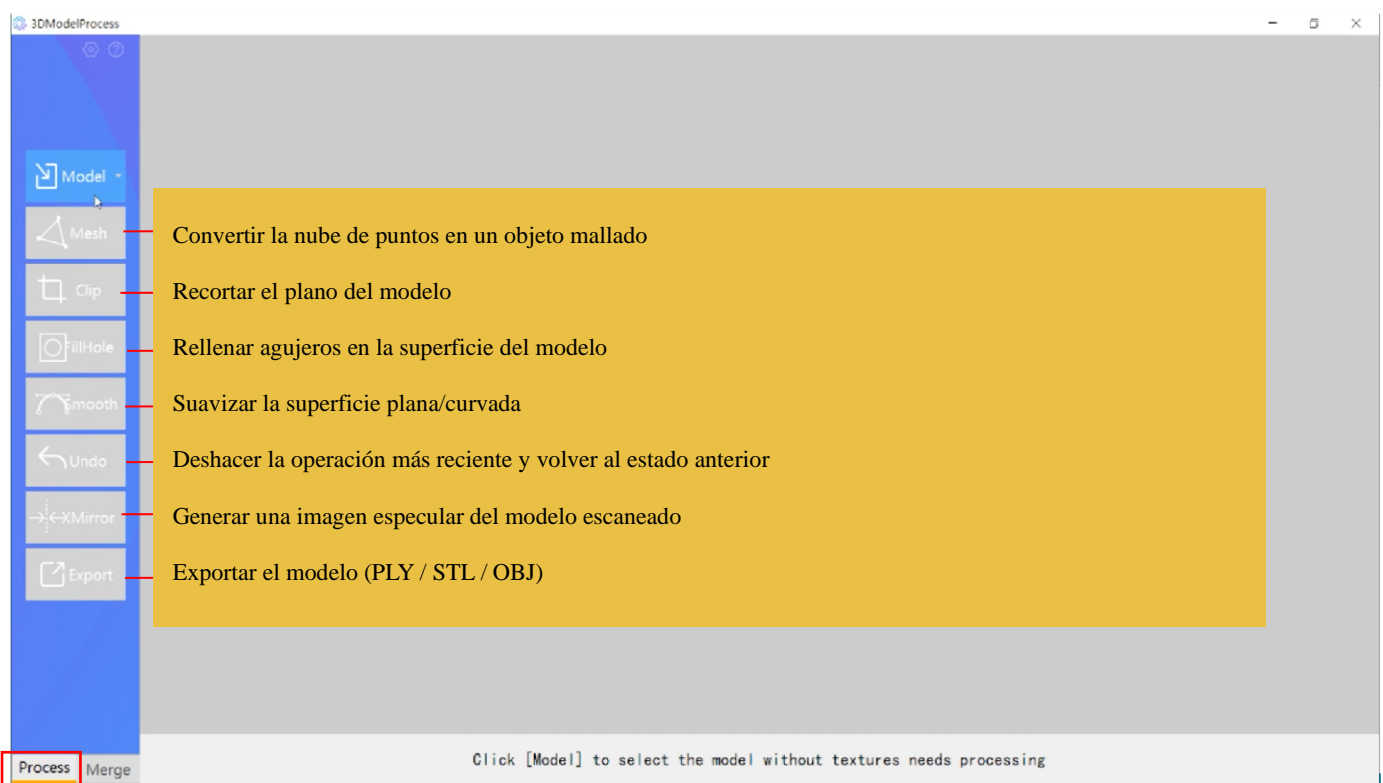 3DModelProcess
Model
Mesh
Convertir la nube de puntos en un objeto mallado
Clip
Recortar el plano del modelo
FillHole
Rellenar agujeros en la superficie del modelo
Smooth
Suavizar la superficie plana/curvada
Undo
Deshacer la operación más reciente y volver al estado anterior
XMirror
Generar una imagen especular del modelo escaneado
Export
Exportar el modelo (PLY / STL / OBJ)
Process Merge
Click [Model] to select the model without textures needs processing